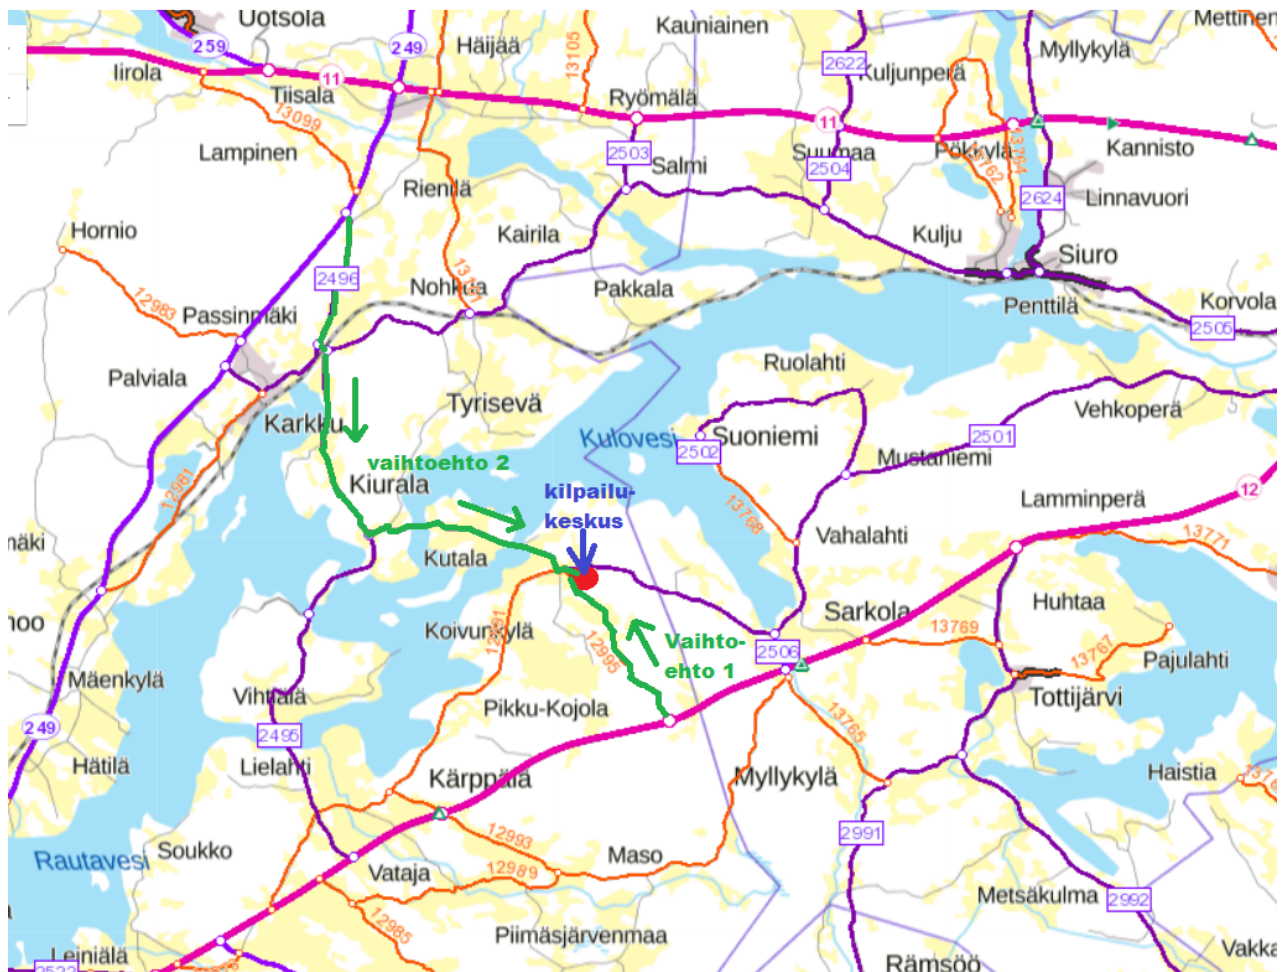 Uotsola
Kauniainen
Mettinen
259
249
Häijää
13105
2622
Myllykylä
Iirola
11
Kuljunperä
Tiisala
Ryömälä
13099
11
Lampinen
2503
Salmi
Suumaa
2504
Pökkylä
13762
13764
Kannisto
Rienilä
2624
Linnavuori
Hornio
Kairila
Kulju
Siuro
2496
Nohkua
Pakkala
Penttilä
Korvola
12983
Passinmäki
2505
Ruolahti
Palviala
Tyrisevä
Vehkoperä
Karkku
Kulovesi
Suoniemi
2501
2502
Mustaniemi
vaihtoehto 2
12981
Kiurala
kilpailu-
keskus
12
Lamminperä
13768
Vahalahti
13771
Kutala
Huhtaa
Sarkola
Koivunkylä
12995
13769
Vaihto-
ehto 1
2506
13767
Pajulahti
Mäenkylä
Vihtiälä
Pikku-Kojola
Tottijärvi
249
2495
13765
Hätilä
Lielahti
Kärppälä
Myllykylä
Haistia
12993
2991
Rautavesi
Soukko
Vataja
12989
Maso
Metsäkulma
2992
12985
Piimäsjärvenmaa
Leiniälä
Vakka
Rämsöö